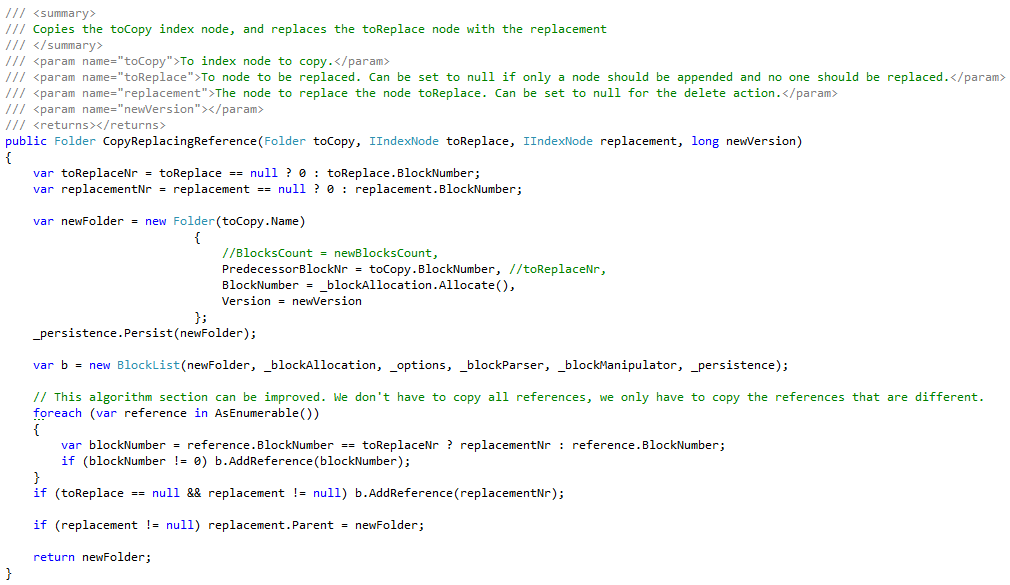 /// <summary>
/// Copies the toCopy index node, and replaces the toReplace node with the replacement
/// </summary>
/// <param name="toCopy">To index node to copy.</param>
/// <param name="toReplace">To node to be replaced. Can be set to null if only a node should be appended and no one should be replaced.</param>
/// <param name="replacement">The node to replace the node toReplace. Can be set to null for the delete action.</param>
/// <param name="newVersion"></param>
/// <returns></returns>
public Folder CopyReplacingReference(Folder toCopy, IIndexNode toReplace, IIndexNode replacement, long newVersion)
{
    var toReplaceNr = toReplace == null ? 0 : toReplace.BlockNumber;
    var replacementNr = replacement == null ? 0 : replacement.BlockNumber;

    var newFolder = new Folder(toCopy.Name)
                           {
                               //BlocksCount = newBlocksCount,
                               PredecessorBlockNr = toCopy.BlockNumber, //toReplaceNr,
                               BlockNumber = _blockAllocation.Allocate(),
                               Version = newVersion
                           };
    _persistence.Persist(newFolder);

    var b = new BlockList(newFolder, _blockAllocation, _options, _blockParser, _blockManipulator, _persistence);

    // This algorithm section can be improved. We don't have to copy all references, we only have to copy the references that are different.
    foreach (var reference in AsEnumerable())
    {
        var blockNumber = reference.BlockNumber == toReplaceNr ? replacementNr : reference.BlockNumber;
        if (blockNumber != 0) b.AddReference(blockNumber);
    }
    if (toReplace == null && replacement != null) b.AddReference(replacementNr);

    if (replacement != null) replacement.Parent = newFolder;

    return newFolder;
}